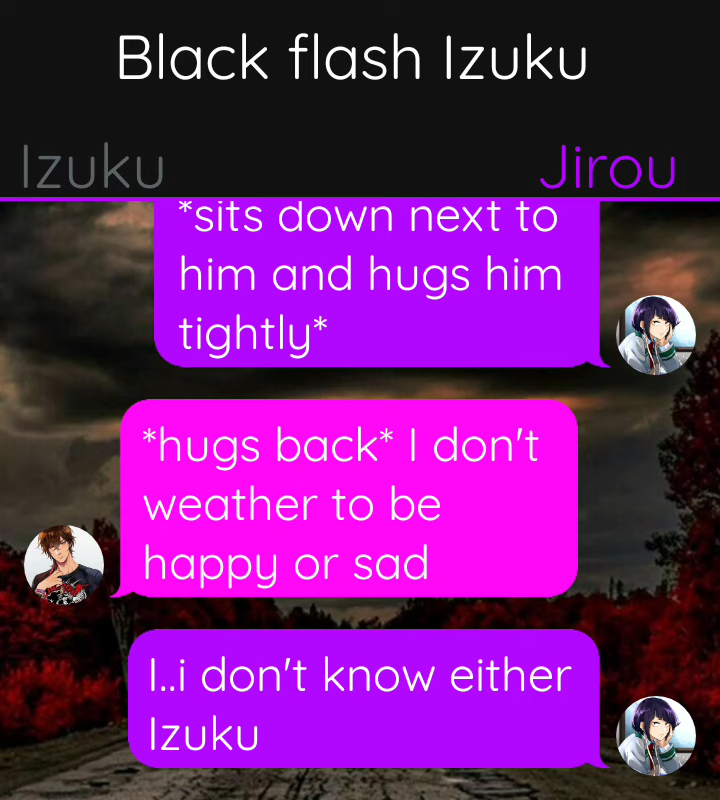 Black flash Izuku
Izuku
Jirou
*sits down next to
him and hugs him
tightly*
*hugs back* I don't
weather to be
happy or sad
I..i don't know either
Izuku